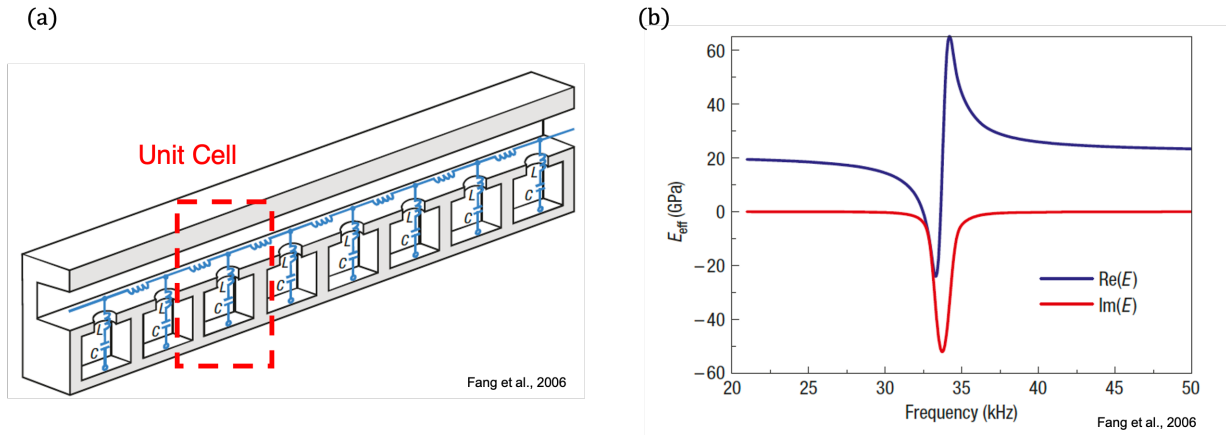 (a)
Unit Cell
L
C
L
C
L
C
L
C
L
C
L
C
L
C
L
C
Fang et al., 2006
(b)
60
40
20
0
−20
−40
−60
E_eff (GPa)
20 25 30 35 40 45 50
Frequency (kHz)
Re(E)
Im(E)
Fang et al., 2006